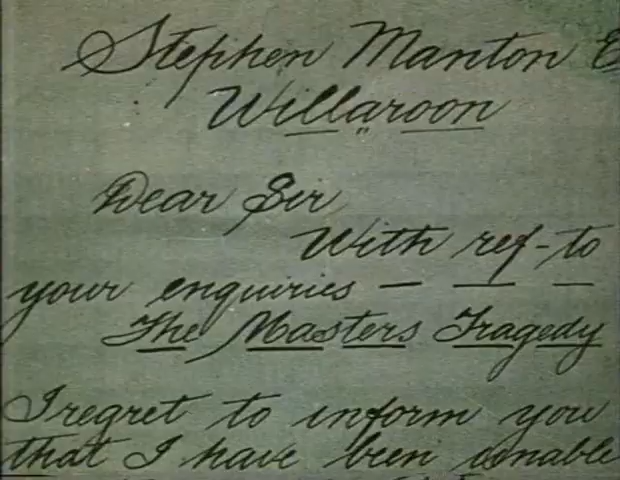 Stephen Manton E
Willaroon
Dear Sir
With ref-to
your enquiries — — —
The Masters Tragedy
I regret to inform you
that I have been unable